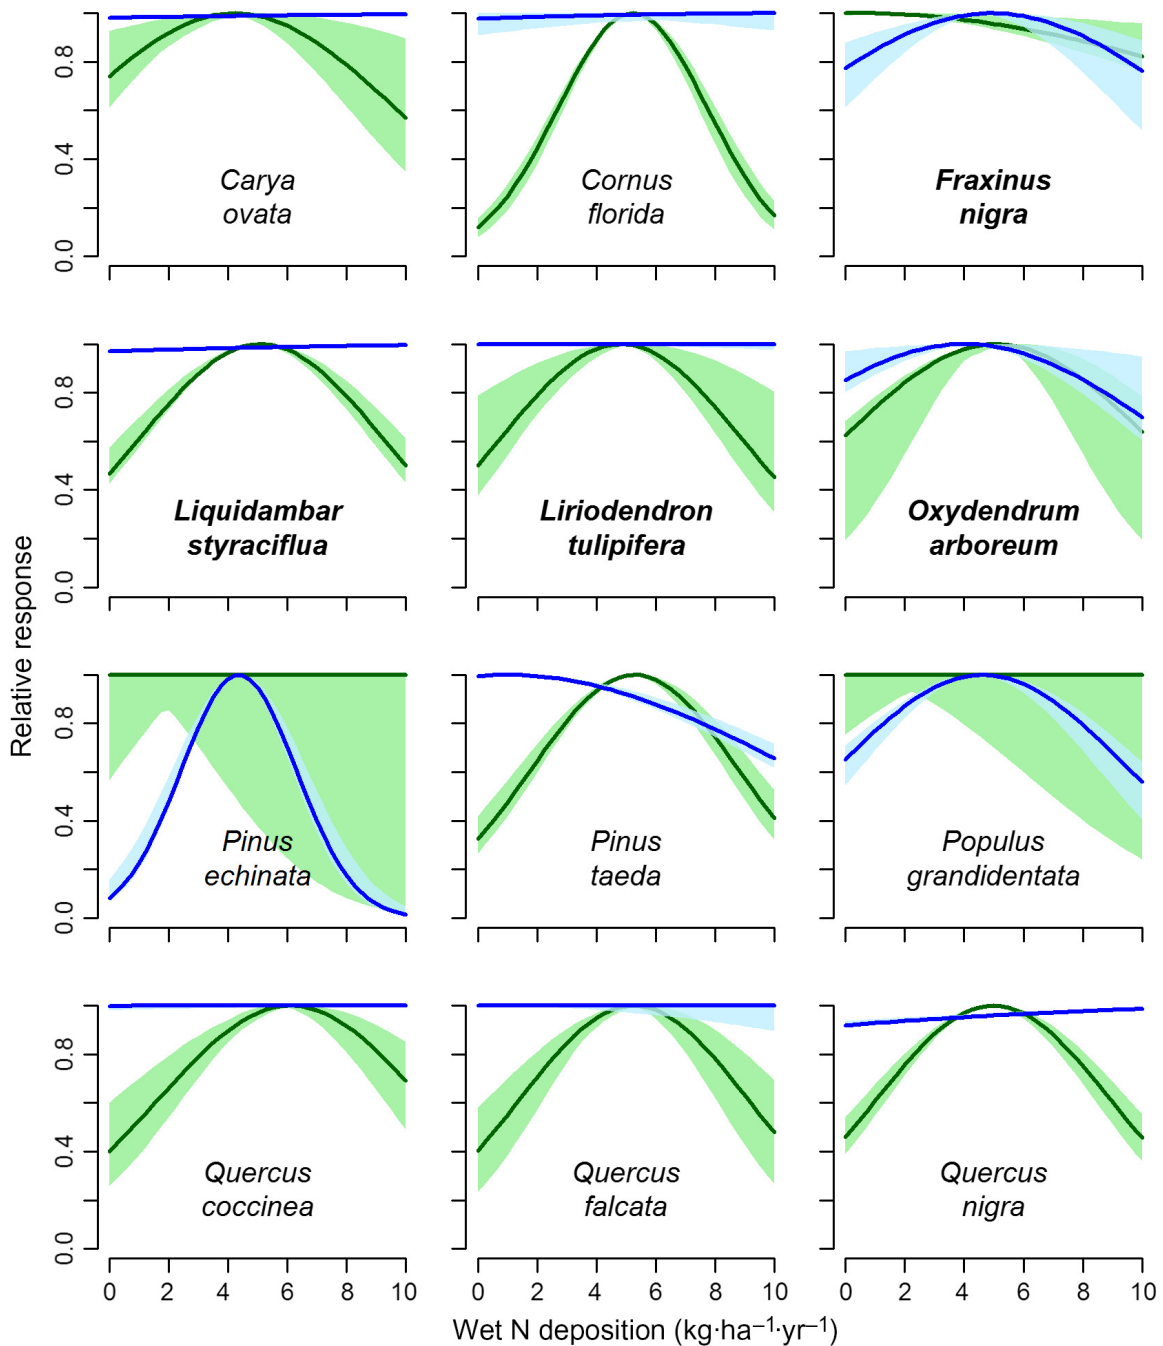 Relative response
0.0 0.4 0.8
Carya
ovata
Cornus
florida
Fraxinus
nigra
0.0 0.4 0.8
Liquidambar
styraciflua
Liriodendron
tulipifera
Oxydendrum
arboreum
0.0 0.4 0.8
Pinus
echinata
Pinus
taeda
Populus
grandidentata
0.0 0.4 0.8
Quercus
coccinea
Quercus
falcata
Quercus
nigra
0 2 4 6 8 10
0 2 4 6 8 10
0 2 4 6 8 10
Wet N deposition (kg·ha⁻¹·yr⁻¹)